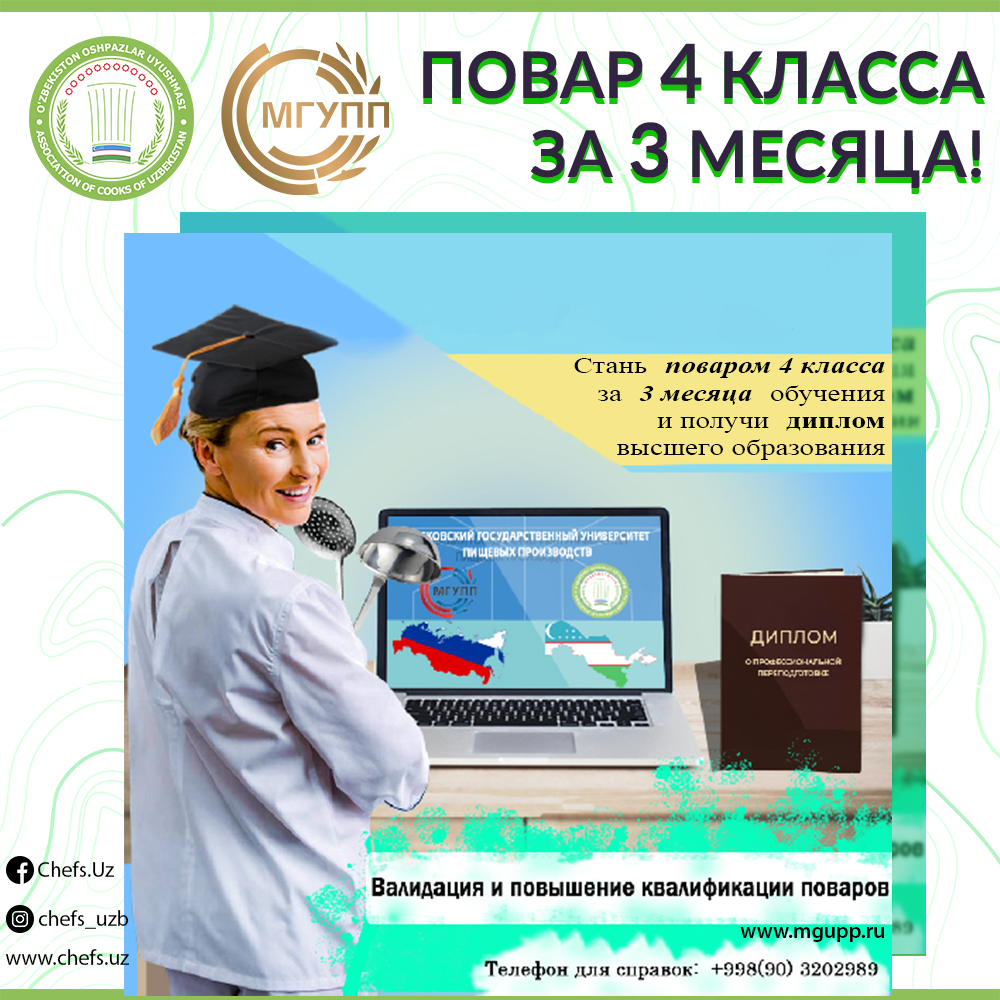 O'ZBEKISTON OSHPAZLAR UYUSHMASI
ASSOCIATION OF COOKS OF UZBEKISTAN
МГУПП
ПОВАР 4 КЛАССА
ЗА 3 МЕСЯЦА!
Стань поваром 4 класса
за 3 месяца обучения
и получи диплом
высшего образования
ГОСУДАРСТВЕННЫЙ УНИВЕРСИТЕТ
ПИЩЕВЫХ ПРОИЗВОДСТВ
МГУПП
ДИПЛОМ
О ПРОФЕССИОНАЛЬНОЙ
ПЕРЕПОДГОТОВКЕ
Chefs.Uz
chefs_uzb
www.chefs.uz
Валидация и повышение квалификации поваров
www.mgupp.ru
Телефон для справок: +998(90) 3202989